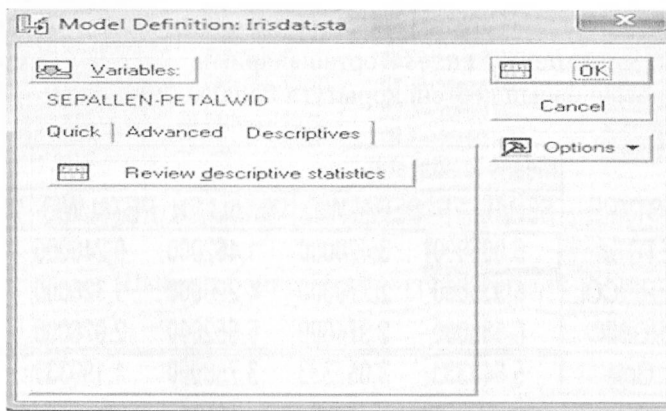 Model Definition: Irisdat.sta
Variables:
OK
SEPALLEN-PETALWID
Cancel
Quick Advanced Descriptives
Options
Review descriptive statistics